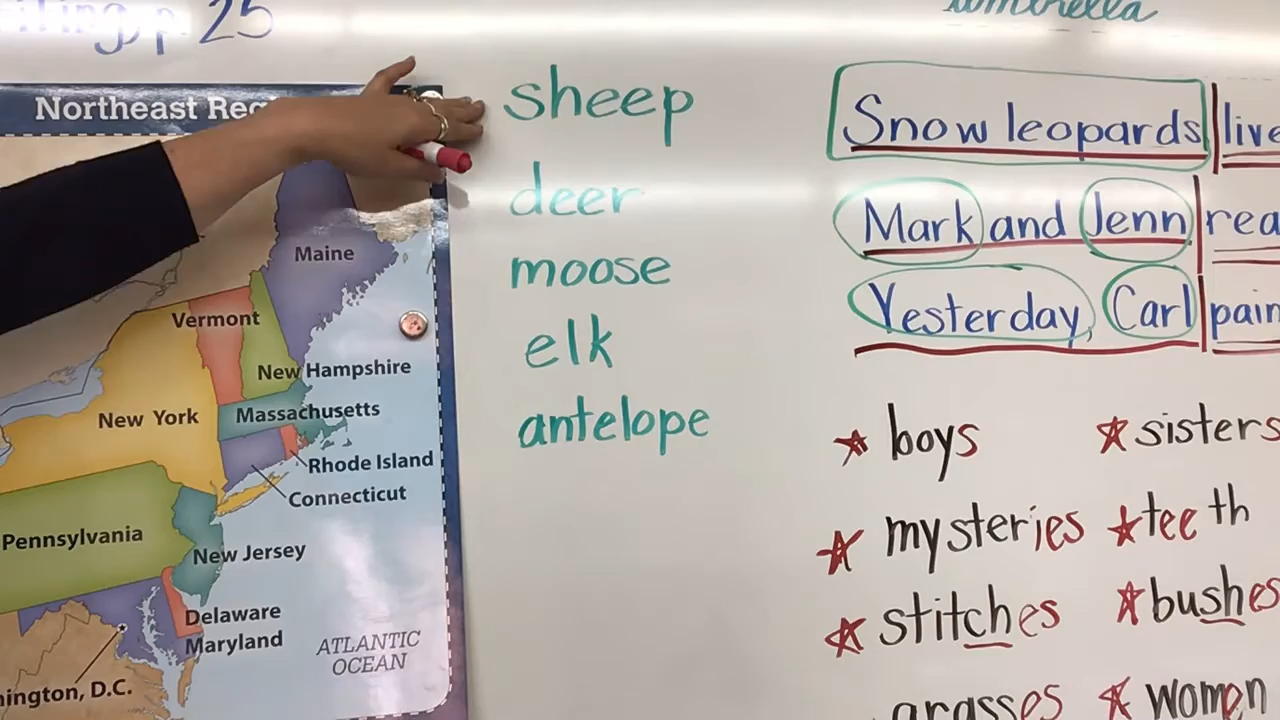 p 25
Northeast
Maine
Vermont
New Hampshire
New York
Massachusetts
Rhode Island
Connecticut
Pennsylvania
New Jersey
Delaware
Maryland
ATLANTIC
OCEAN
D.C.
sheep
deer
moose
elk
antelope
Snow leopards live
Mark and Jenn
Yesterday, Carl
boys sisters
mysteries teeth
stitches bushes
grasses women